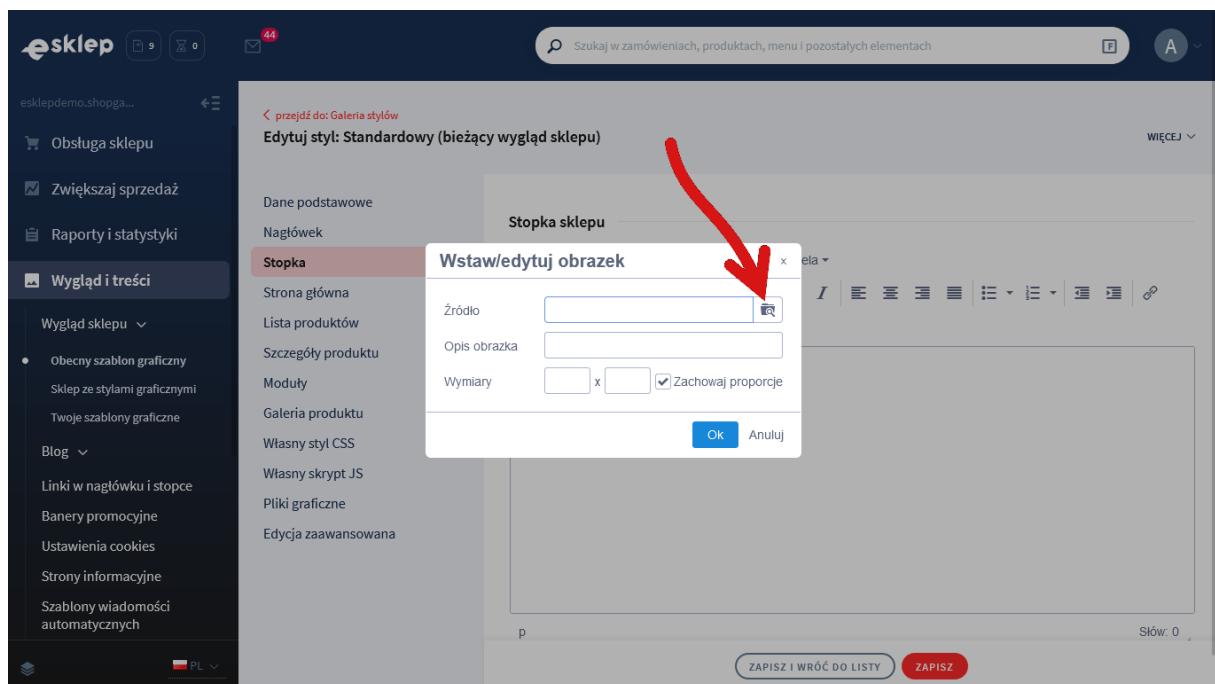 esklep
9
0
44
Szukaj w zamówieniach, produktach, menu i pozostałych elementach
F
A
esklepdemo.shopga...
Obsługa sklepu
Zwiększaj sprzedaż
Raporty i statystyki
Wygląd i treści
Wygląd sklepu
Obecny szablon graficzny
Sklep ze stylami graficznymi
Twoje szablony graficzne
Blog
Linki w nagłówku i stopce
Banery promocyjne
Ustawienia cookies
Strony informacyjne
Szablony wiadomości
automatycznych
PL
przejdź do: Galeria stylów
Edytuj styl: Standardowy (bieżący wygląd sklepu)
WIĘCEJ
Dane podstawowe
Nagłówek
Stopka
Strona główna
Lista produktów
Szczegóły produktu
Moduły
Galeria produktu
Własny styl CSS
Własny skrypt JS
Pliki graficzne
Edycja zaawansowana
Stopka sklepu
ela
I
Wstaw/edytuj obrazek
x
Źródło
Opis obrazka
Wymiary
x
Zachowaj proporcje
Ok
Anuluj
p
Słów: 0
ZAPISZ I WRÓĆ DO LISTY
ZAPISZ